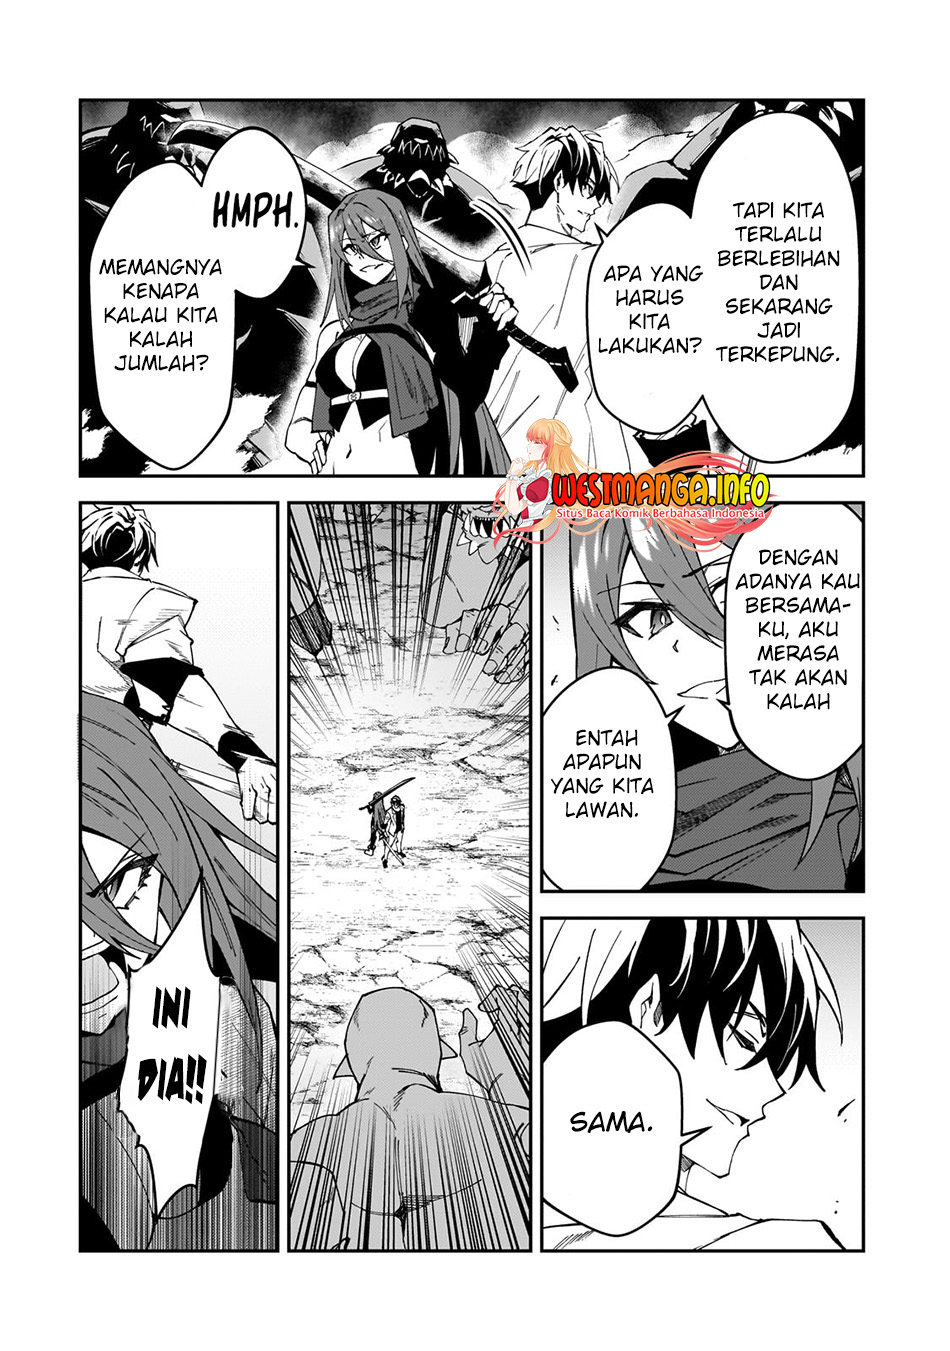 TAPI KITA
TERLALU
BERLEBIHAN
DAN
SEKARANG
JADI
TERKEPUNG.
APA YANG
HARUS
KITA
LAKUKAN?
HMPH.
MEMANGNYA
KENAPA
KALAU KITA
KALAH
JUMLAH?
WESTMANGA.INFO
Situs Baca Komik Berbahasa Indonesia
DENGAN
ADANYA KAU
BERSAMA-
KU, AKU
MERASA
TAK AKAN
KALAH
ENTAH
APAPUN
YANG KITA
LAWAN.
SAMA.
INI
DIA!!